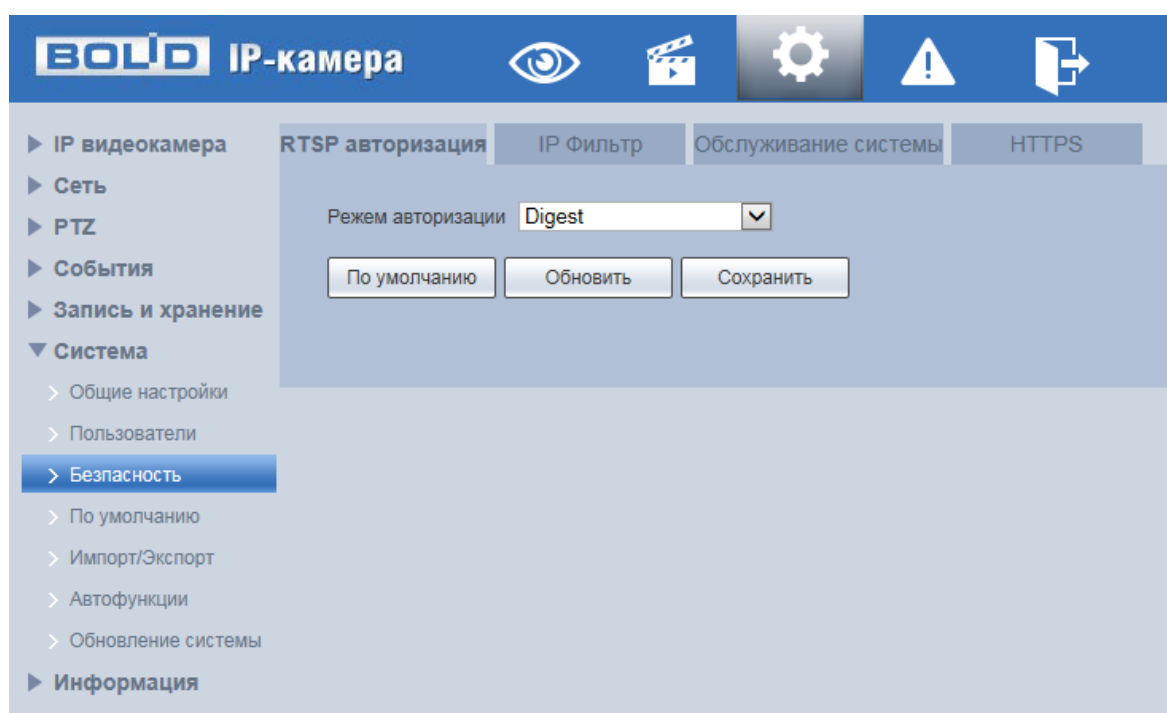 BOLID IP-камера
IP видеокамера
Сеть
PTZ
События
Запись и хранение
Система
Общие настройки
Пользователи
Безпасность
По умолчанию
Импорт/Экспорт
Автофункции
Обновление системы
Информация
RTSP авторизация IP Фильтр Обслуживание системы HTTPS
Режем авторизации Digest
По умолчанию Обновить Сохранить